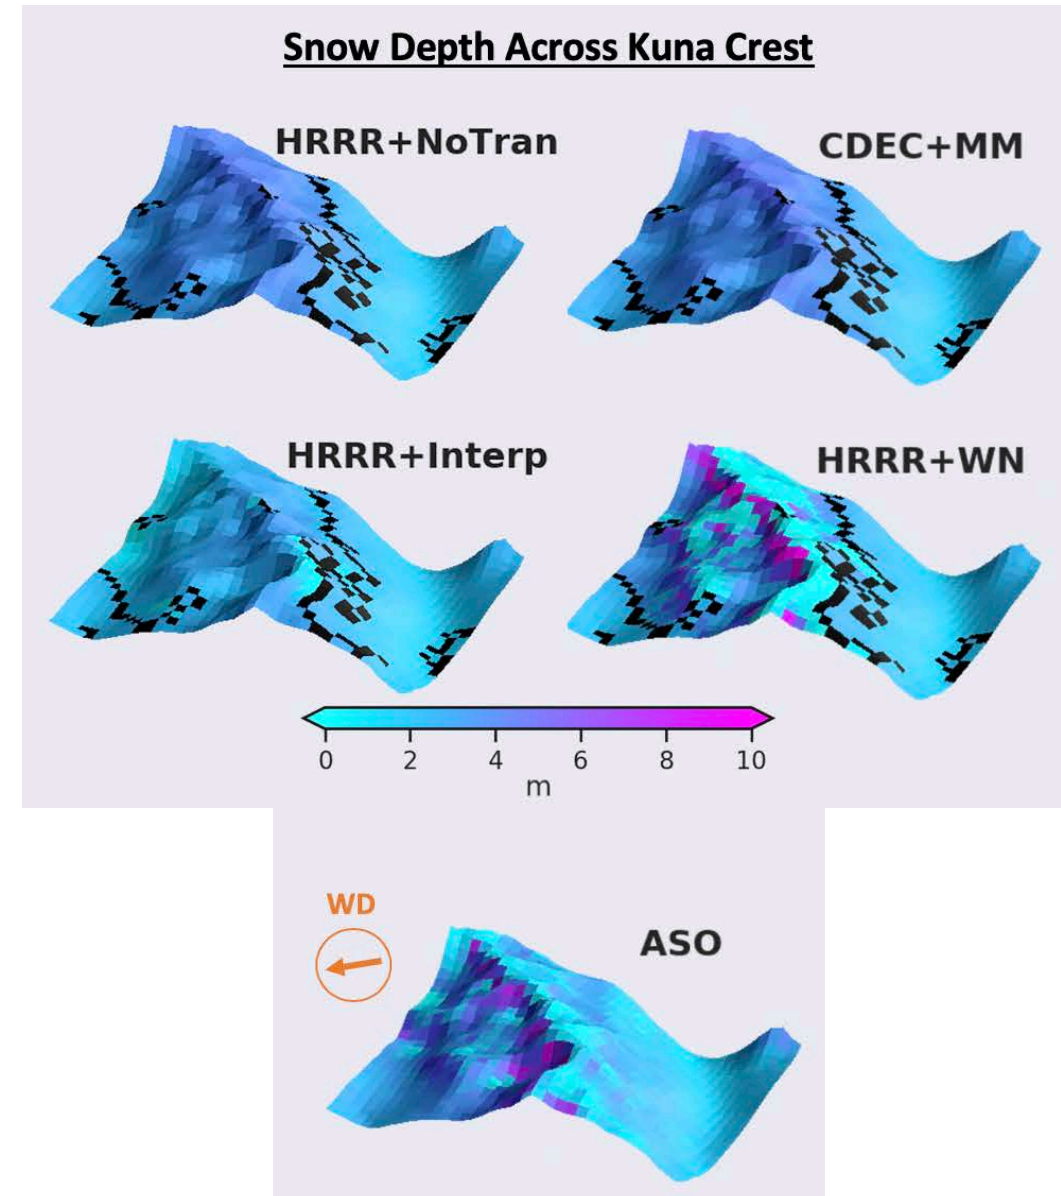 Snow Depth Across Kuna Crest
HRRR+NoTran
CDEC+MM
HRRR+Interp
HRRR+WN
0 2 4 6 8 10
m
WD
ASO